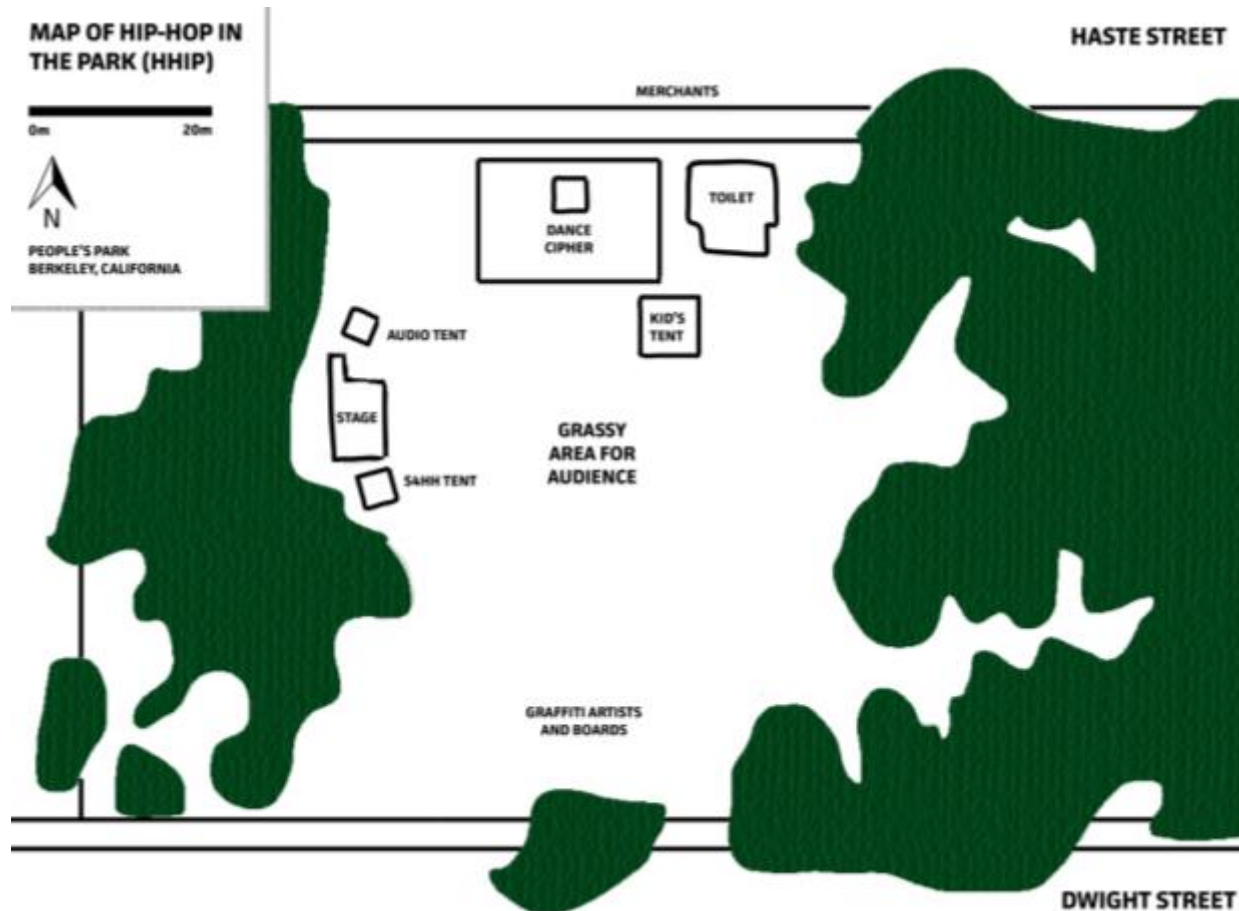 MAP OF HIP-HOP IN
THE PARK (HHIP)
0m 20m
N
PEOPLE'S PARK
BERKELEY, CALIFORNIA
HASTE STREET
MERCHANTS
TOILET
DANCE
CIPHER
KID'S
TENT
AUDIO TENT
STAGE
GRASSY
AREA FOR
AUDIENCE
S4HH TENT
GRAFFITI ARTISTS
AND BOARDS
DWIGHT STREET